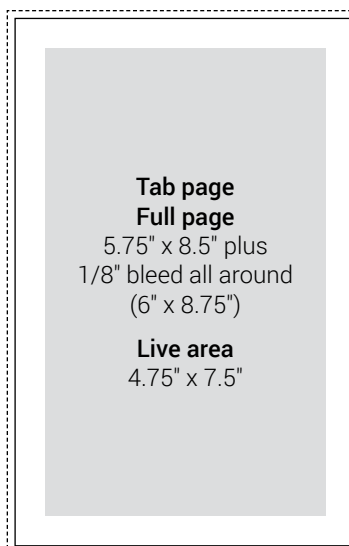 Tab page
Full page
5.75" x 8.5" plus
1/8" bleed all around
(6" x 8.75")
Live area
4.75" x 7.5"